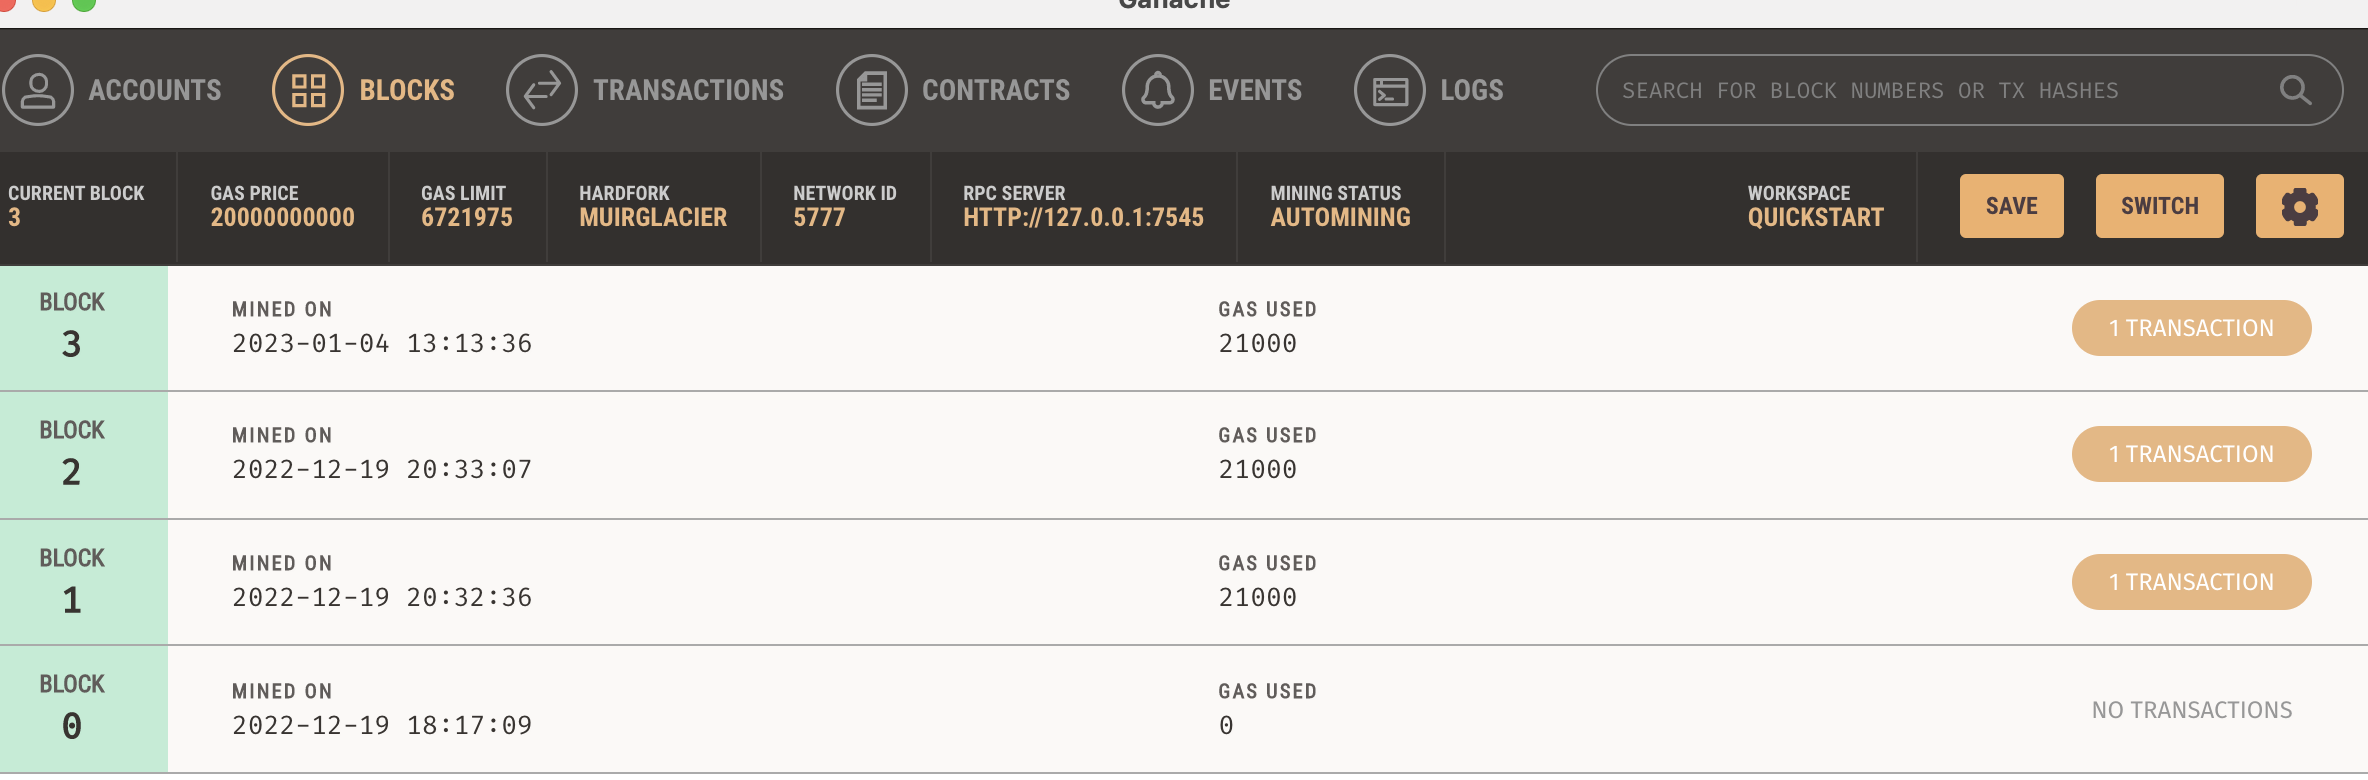 Ganache
ACCOUNTS BLOCKS TRANSACTIONS CONTRACTS EVENTS LOGS SEARCH FOR BLOCK NUMBERS OR TX HASHES
CURRENT BLOCK GAS PRICE GAS LIMIT HARDFORK NETWORK ID RPC SERVER MINING STATUS WORKSPACE
3 20000000000 6721975 MUIRGLACIER 5777 HTTP://127.0.0.1:7545 AUTOMINING QUICKSTART SAVE SWITCH
BLOCK MINED ON GAS USED
3 2023-01-04 13:13:36 21000 1 TRANSACTION
BLOCK MINED ON GAS USED
2 2022-12-19 20:33:07 21000 1 TRANSACTION
BLOCK MINED ON GAS USED
1 2022-12-19 20:32:36 21000 1 TRANSACTION
BLOCK MINED ON GAS USED
0 2022-12-19 18:17:09 0 NO TRANSACTIONS